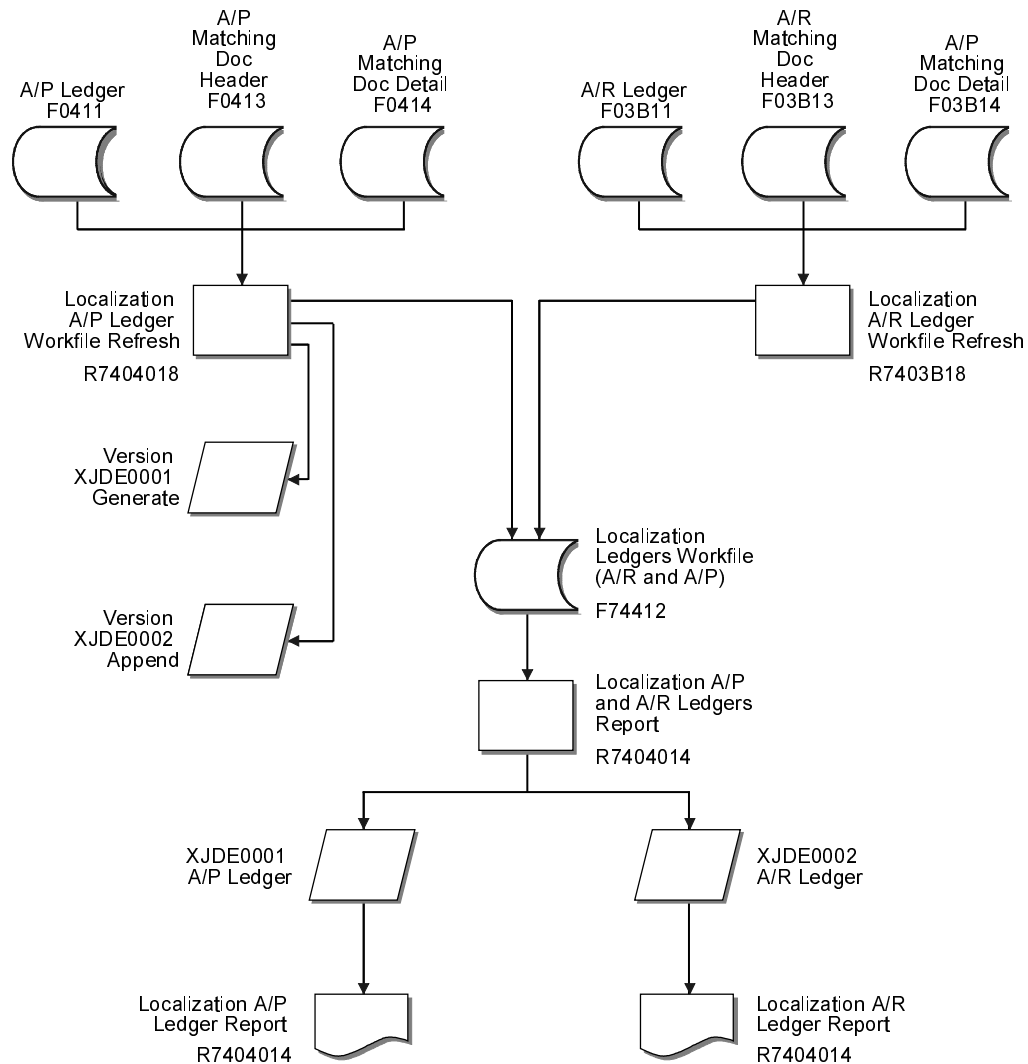 A/P Ledger
F0411
A/P
Matching
Doc
Header
F0413
A/P
Matching
Doc Detail
F0414
A/R Ledger
F03B11
A/R
Matching
Doc
Header
F03B13
A/P
Matching
Doc Detail
F03B14
Localization
A/P Ledger
Workfile Refresh
R7404018
Localization
A/R Ledger
Workfile Refresh
R7403B18
Version
XJDE0001
Generate
Version
XJDE0002
Append
Localization
Ledgers Workfile
(A/R and A/P)
F74412
Localization A/P
and A/R Ledgers
Report
R7404014
XJDE0001
A/P Ledger
XJDE0002
A/R Ledger
Localization A/P
Ledger Report
R7404014
Localization A/R
Ledger Report
R7404014